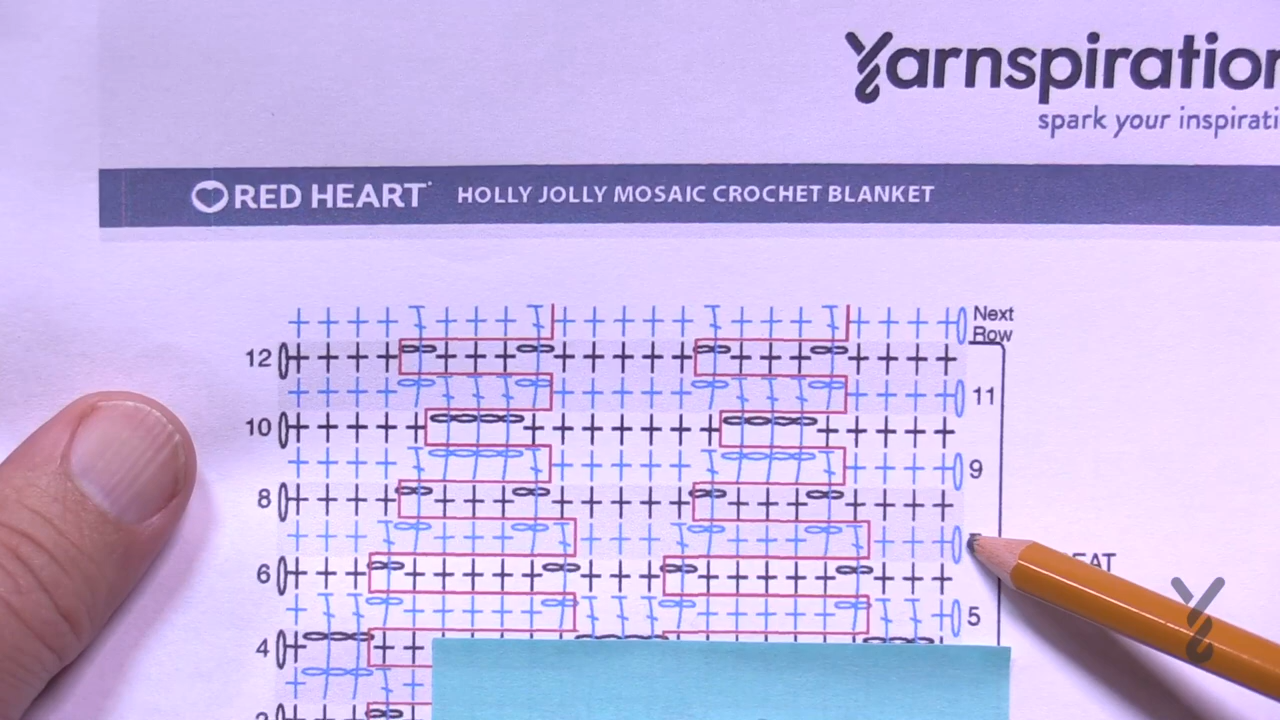 Yarnspiration
spark your inspirati
RED HEART HOLLY JOLLY MOSAIC CROCHET BLANKET
Next
Row
12
11
10
9
8
6
5
4